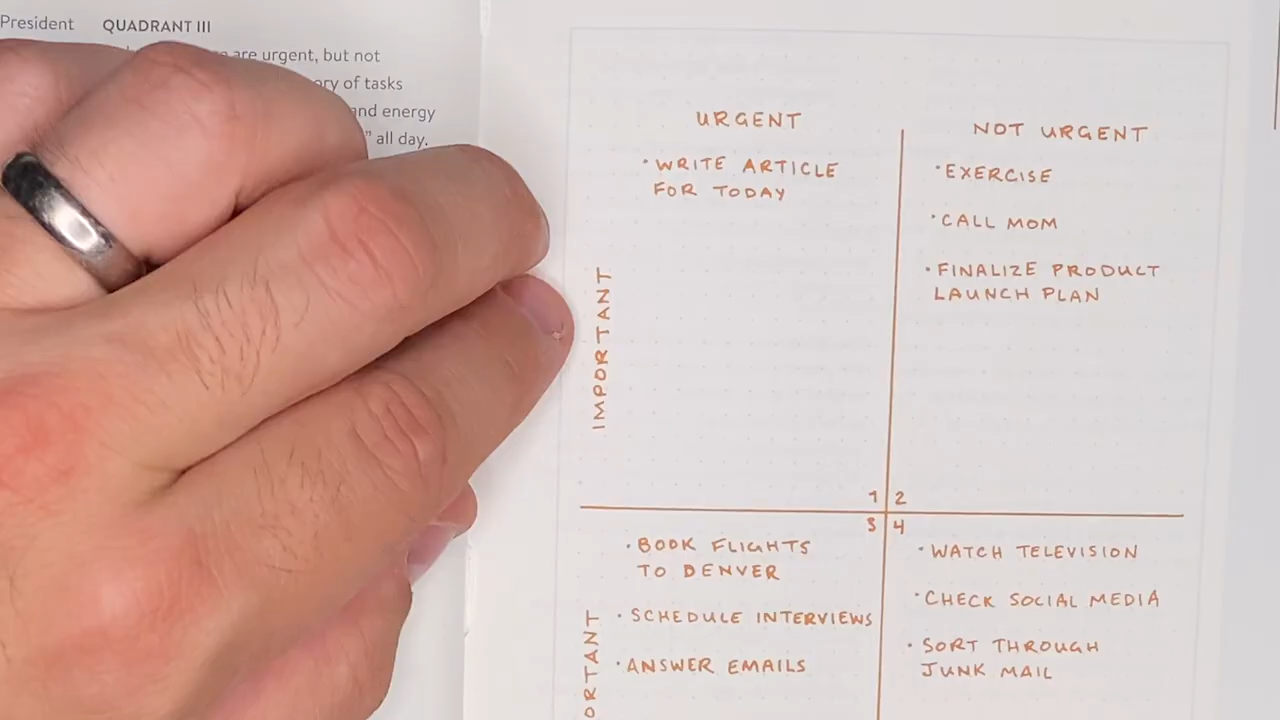 President
QUADRANT III
are urgent, but not
of tasks
and energy
" all day.
URGENT
NOT URGENT
IMPORTANT
• WRITE ARTICLE
FOR TODAY
• EXERCISE
• CALL MOM
• FINALIZE PRODUCT
LAUNCH PLAN
1 2
3 4
• BOOK FLIGHTS
TO DENVER
• SCHEDULE INTERVIEWS
• ANSWER EMAILS
• WATCH TELEVISION
• CHECK SOCIAL MEDIA
• SORT THROUGH
JUNK MAIL